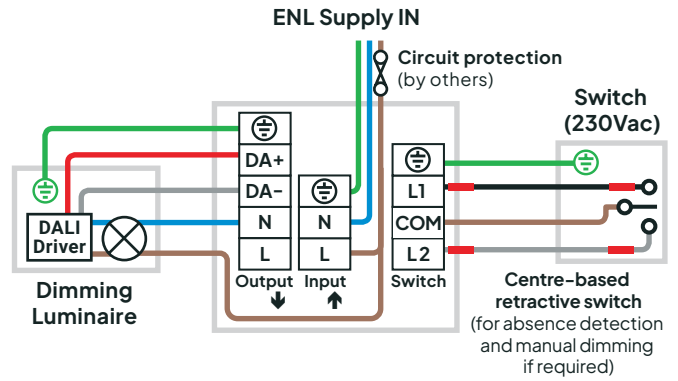 ENL Supply IN
Circuit protection
(by others)
Switch
(230Vac)
DA+
DA–
N
L
Output
N
L
Input
L1
COM
L2
Switch
DALI
Driver
Dimming
Luminaire
Centre-based
retractive switch
(for absence detection
and manual dimming
if required)